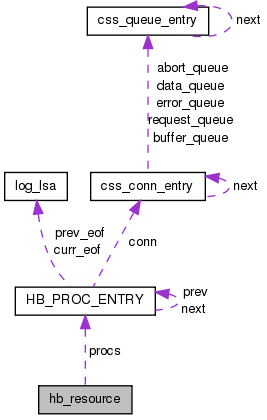 css_queue_entry
next
abort_queue
data_queue
error_queue
request_queue
buffer_queue
log_lsa
css_conn_entry
next
prev_eof
curr_eof
conn
HB_PROC_ENTRY
prev
next
procs
hb_resource